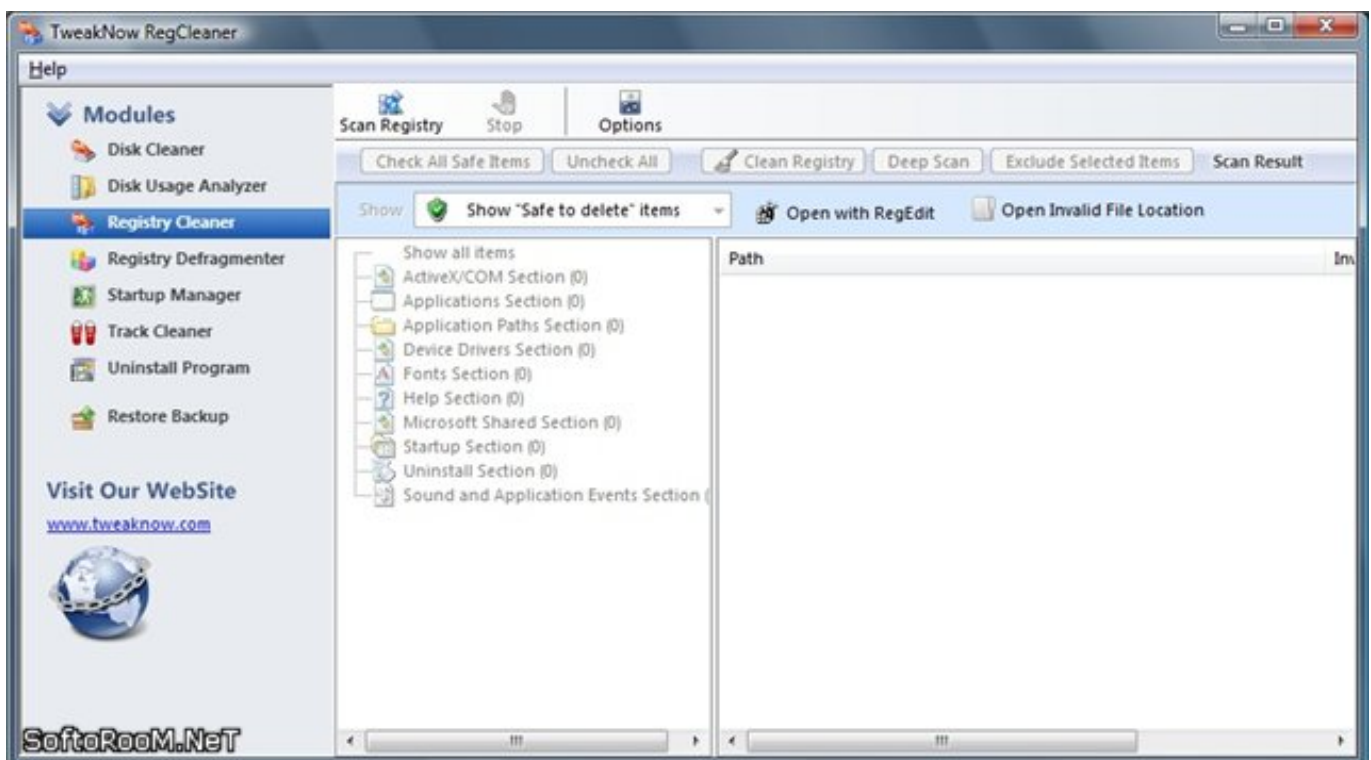 TweakNow RegCleaner
Help
Modules
Disk Cleaner
Disk Usage Analyzer
Registry Cleaner
Registry Defragmenter
Startup Manager
Track Cleaner
Uninstall Program
Restore Backup
Visit Our WebSite
www.tweaknow.com
Scan Registry Stop Options
Check All Safe Items Uncheck All Clean Registry Deep Scan Exclude Selected Items Scan Result
Show Show "Safe to delete" items Open with RegEdit Open Invalid File Location
Show all items
ActiveX/COM Section (0)
Applications Section (0)
Application Paths Section (0)
Device Drivers Section (0)
Fonts Section (0)
Help Section (0)
Microsoft Shared Section (0)
Startup Section (0)
Uninstall Section (0)
Sound and Application Events Section (
Path
SoftoRooM.NeT